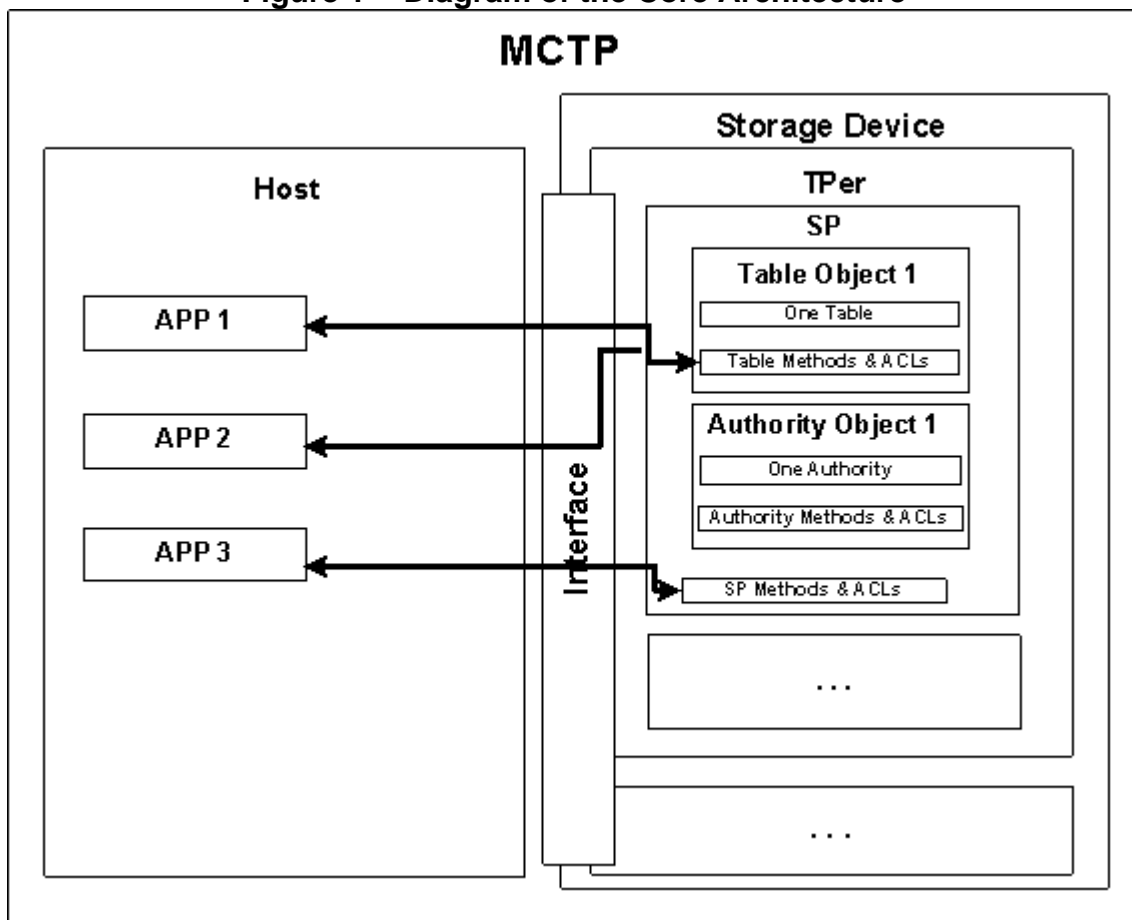 Figure 1 – Diagram of the Core Architecture
MCTP
Storage Device
Host
TPer
SP
Table Object 1
One Table
Table Methods & ACLs
APP 1
APP 2
APP 3
Authority Object 1
One Authority
Authority Methods & ACLs
SP Methods & ACLs
Interface
...
...